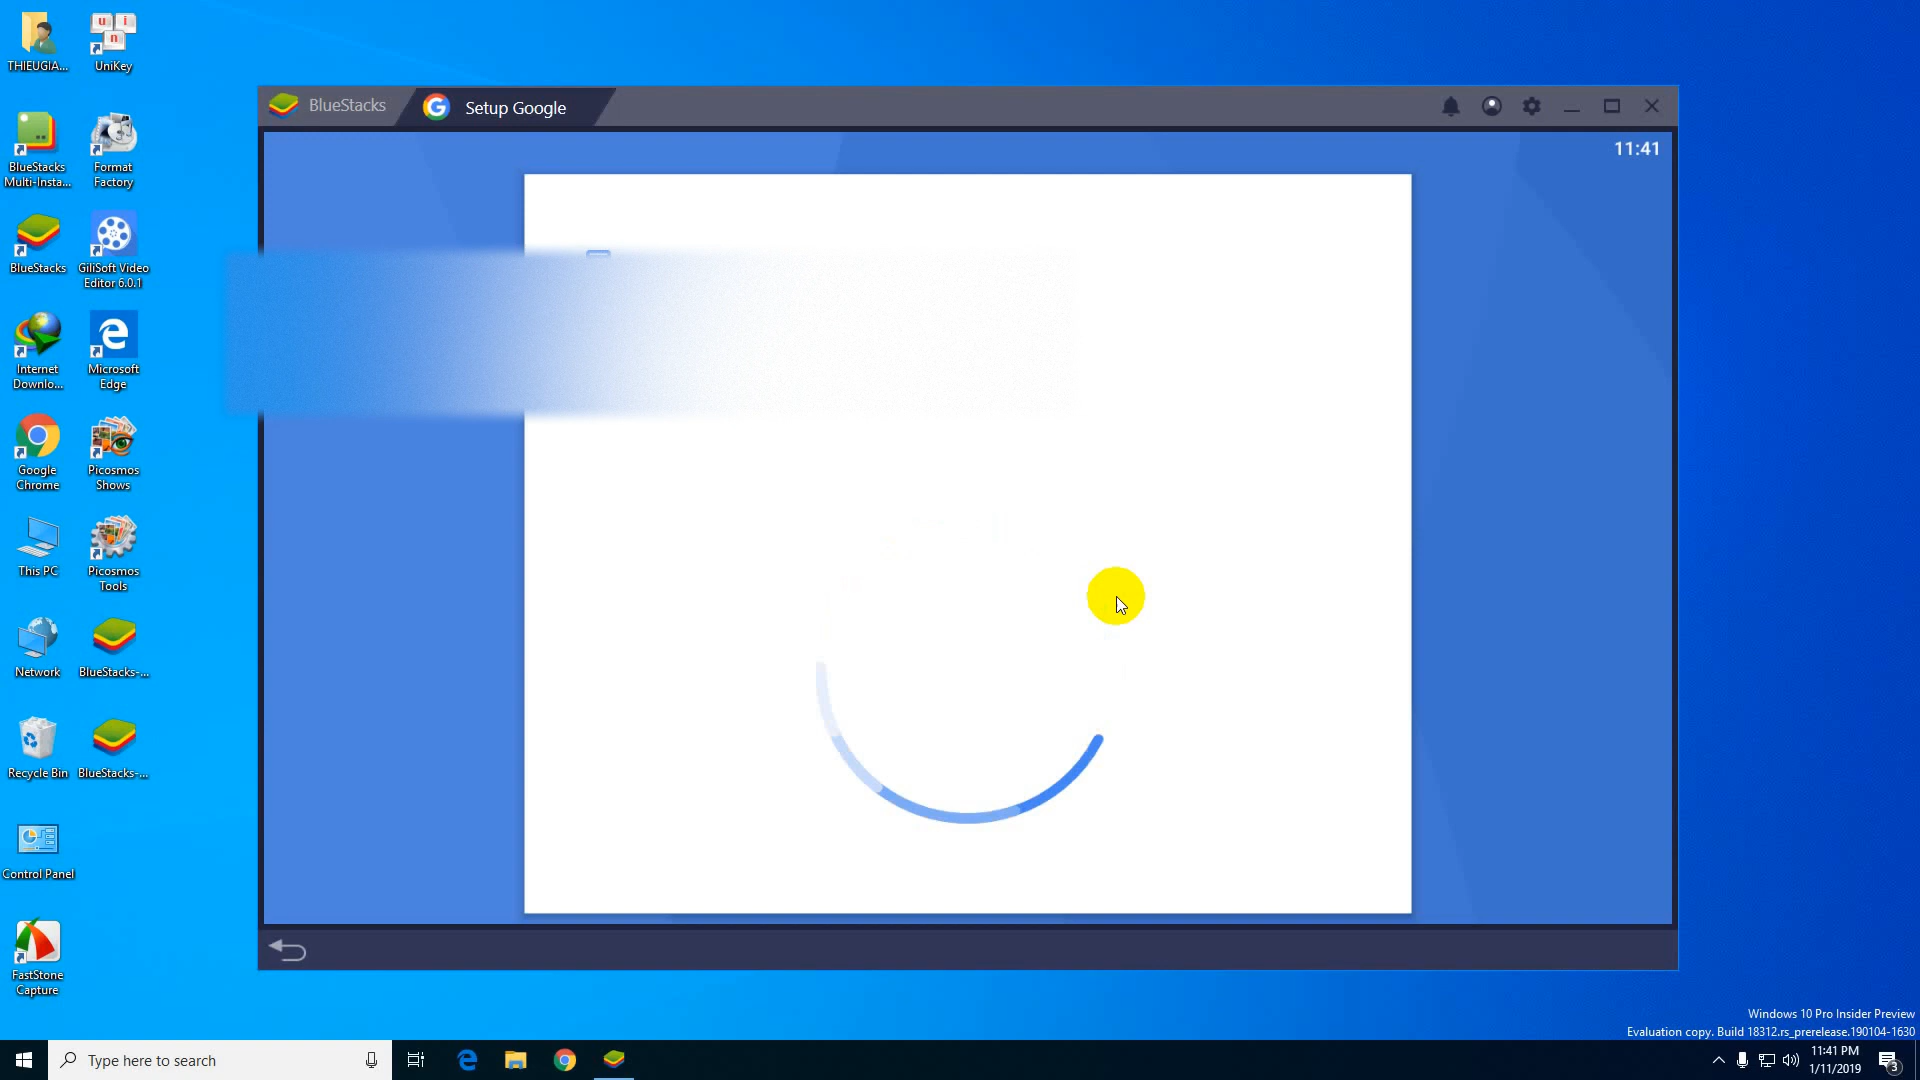 THIEUGIA...
UniKey
BlueStacks
Multi-Insta...
Format
Factory
BlueStacks
GiliSoft Video
Editor 6.0.1
Internet
Downlo...
Microsoft
Edge
Google
Chrome
Picosmos
Shows
This PC
Picosmos
Tools
Network
BlueStacks-...
Recycle Bin
BlueStacks-...
Control Panel
FastStone
Capture
BlueStacks
Setup Google
11:41
Windows 10 Pro Insider Preview
Evaluation copy. Build 18312.rs_prerelease.190104-1630
Type here to search
11:41 PM
1/11/2019
3